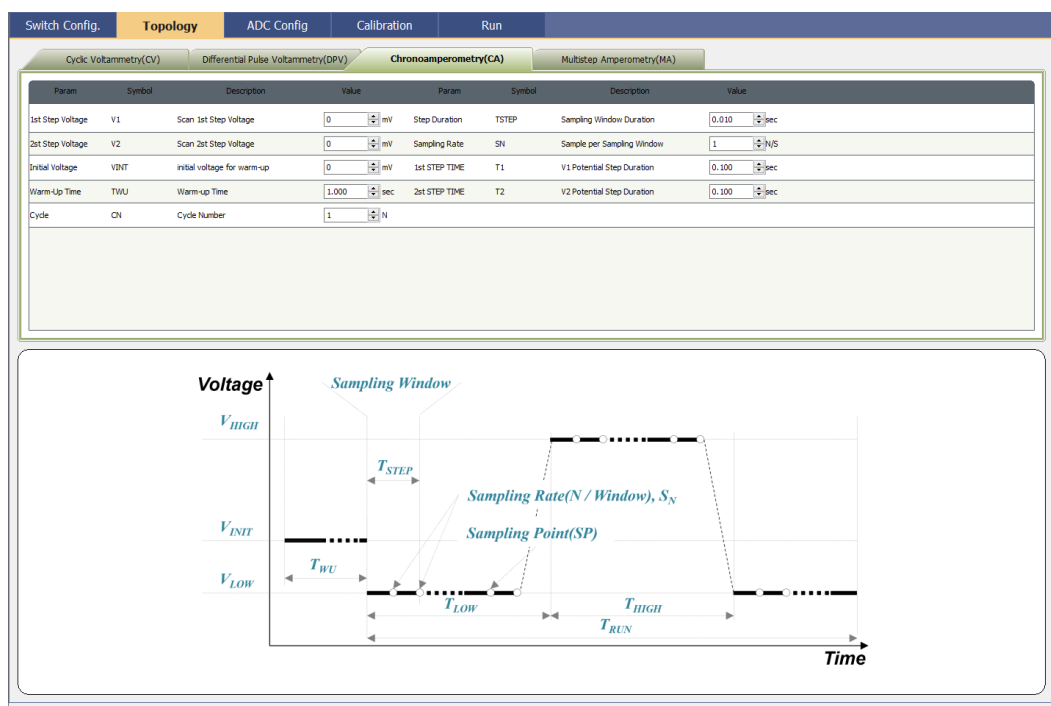 Switch Config. Topology ADC Config Calibration Run
Cyclic Voltammetry(CV) Differential Pulse Voltammetry(DPV) Chronoamperometry(CA) Multistep Amperometry(MA)
Param Symbol Description Value Param Symbol Description Value
1st Step Voltage V1 Scan 1st Step Voltage 0 mV Step Duration TSTEP Sampling Window Duration 0.010 sec
2st Step Voltage V2 Scan 2st Step Voltage 0 mV Sampling Rate SN Sample per Sampling Window 1 N/S
Initial Voltage VINT initial voltage for warm-up 0 mV 1st STEP TIME T1 V1 Potential Step Duration 0.100 sec
Warm-Up Time TWU Warm-up Time 1.000 sec 2st STEP TIME T2 V2 Potential Step Duration 0.100 sec
Cycle CN Cycle Number 1 N
Voltage Sampling Window
VHIGH
TSTEP
Sampling Rate(N / Window), SN
VINIT Sampling Point(SP)
TWU
VLOW
TLOW THIGH
TRUN
Time